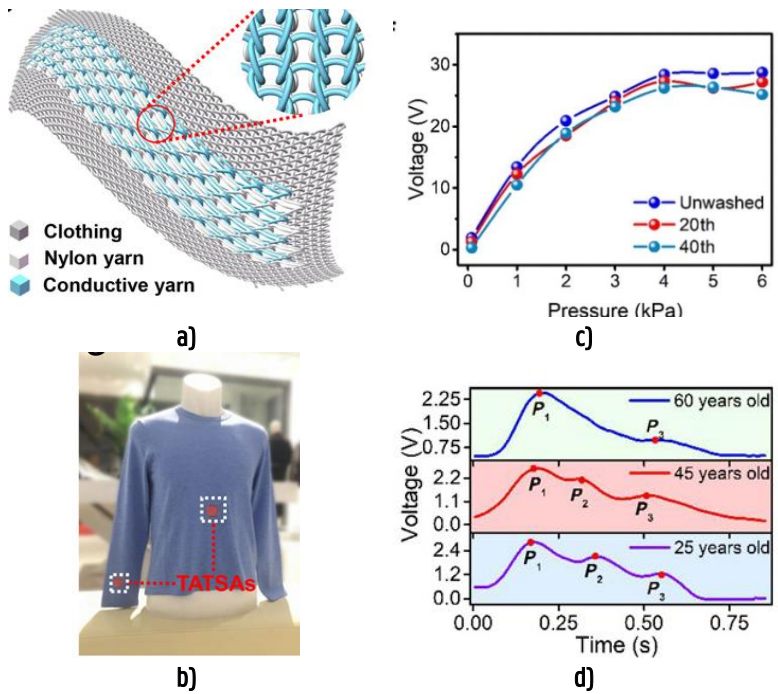 Clothing
Nylon yarn
Conductive yarn
a)
30
20
10
0
Voltage (V)
Unwashed
20th
40th
0 1 2 3 4 5 6
Pressure (kPa)
c)
TATSAs
b)
2.25
1.50
0.75
P1
P3
60 years old
2.2
1.1
0.0
P1
P2
P3
45 years old
2.4
1.2
0.0
P1
P2
P3
25 years old
Voltage (V)
0.00 0.25 0.50 0.75
Time (s)
d)